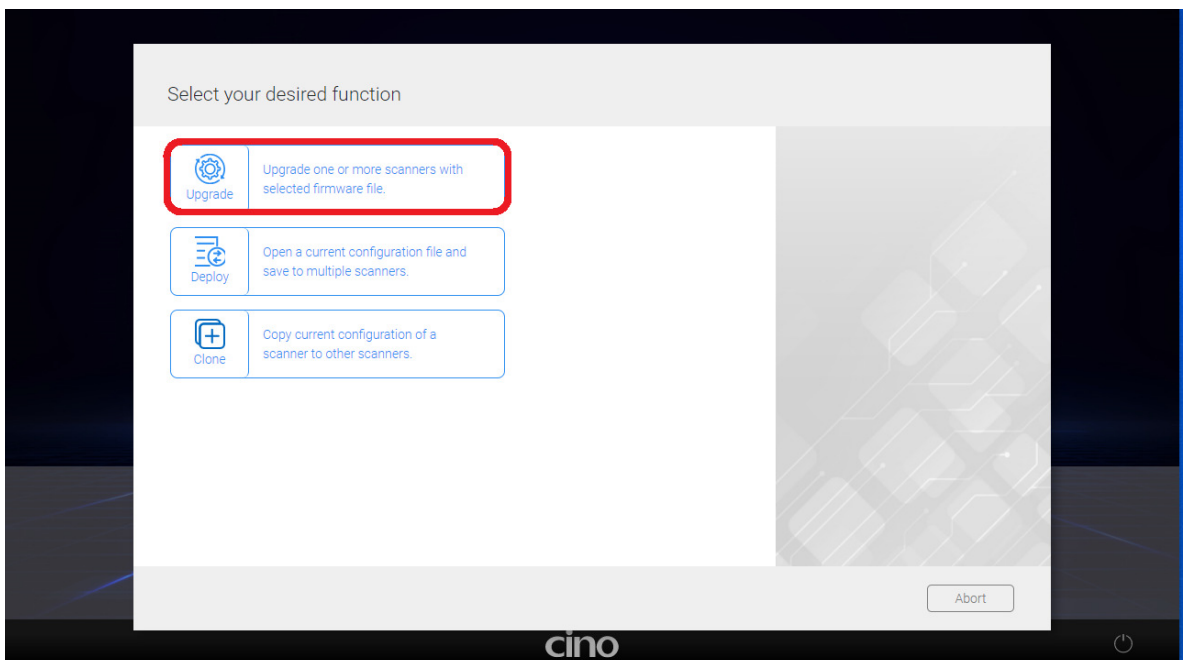 Select your desired function
Upgrade
Upgrade one or more scanners with
selected firmware file.
Deploy
Open a current configuration file and
save to multiple scanners.
Clone
Copy current configuration of a
scanner to other scanners.
Abort
cino